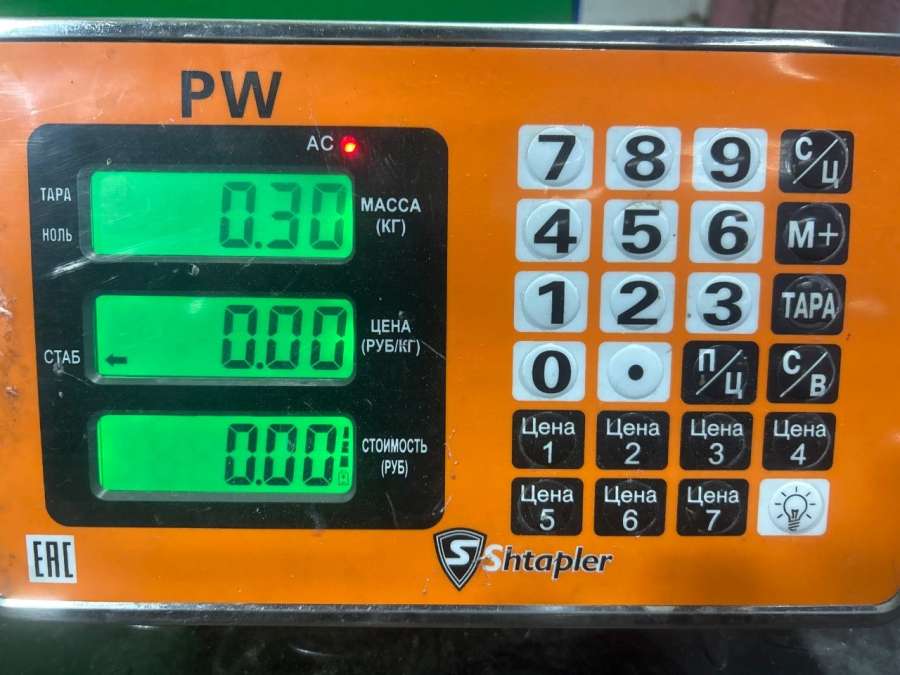 PW
AC
ТАРА
НОЛЬ
0.30
МАССА
(КГ)
СТАБ
0.00
ЦЕНА
(РУБ/КГ)
0.00
СТОИМОСТЬ
(РУБ)
7 8 9 С/Ц
4 5 6 М+
1 2 3 ТАРА
0 • П/Ц С/В
Цена 1
Цена 2
Цена 3
Цена 4
Цена 5
Цена 6
Цена 7
EAC
S Shtapler